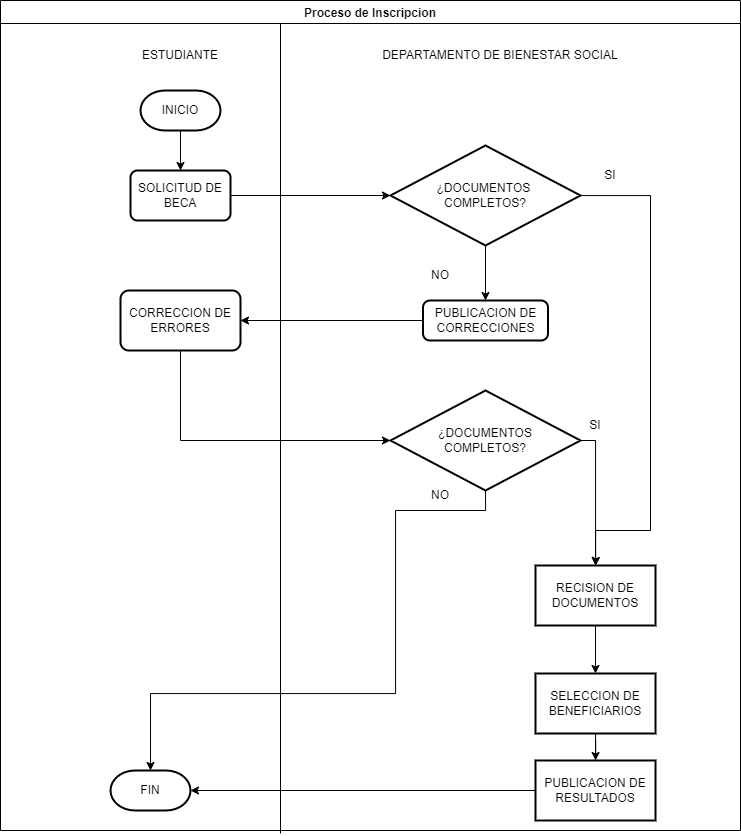 Proceso de Inscripcion
ESTUDIANTE
DEPARTAMENTO DE BIENESTAR SOCIAL
INICIO
SOLICITUD DE
BECA
¿DOCUMENTOS
COMPLETOS?
SI
NO
CORRECCION DE
ERRORES
PUBLICACION DE
CORRECCIONES
¿DOCUMENTOS
COMPLETOS?
SI
NO
RECISION DE
DOCUMENTOS
SELECCION DE
BENEFICIARIOS
FIN
PUBLICACION DE
RESULTADOS